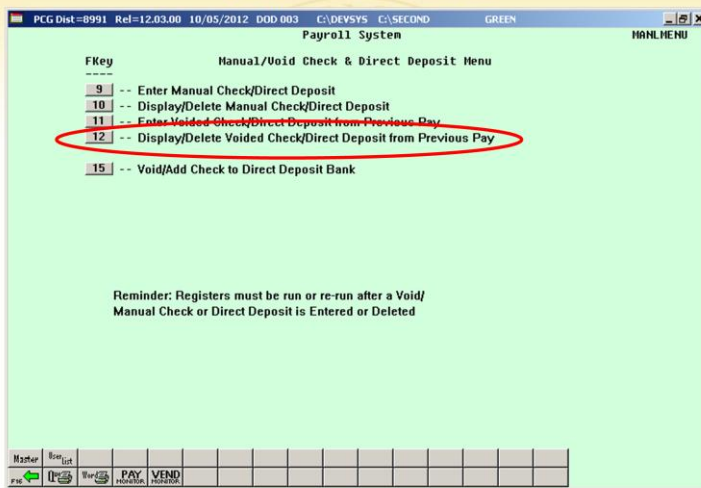 PCG Dist=8991 Rel=12.03.00 10/05/2012 DOD 003 C:\DEVSYS C:\SECOND GREEN
Payroll System MANLMENU
FKey Manual/Void Check & Direct Deposit Menu
----
9 -- Enter Manual Check/Direct Deposit
10 -- Display/Delete Manual Check/Direct Deposit
11 -- Enter Voided Check/Direct Deposit from Previous Pay
12 -- Display/Delete Voided Check/Direct Deposit from Previous Pay
15 -- Void/Add Check to Direct Deposit Bank
Reminder: Registers must be run or re-run after a Void/
Manual Check or Direct Deposit is Entered or Deleted
Master User List
F16 Word PAY MONITOR VEND MONITOR